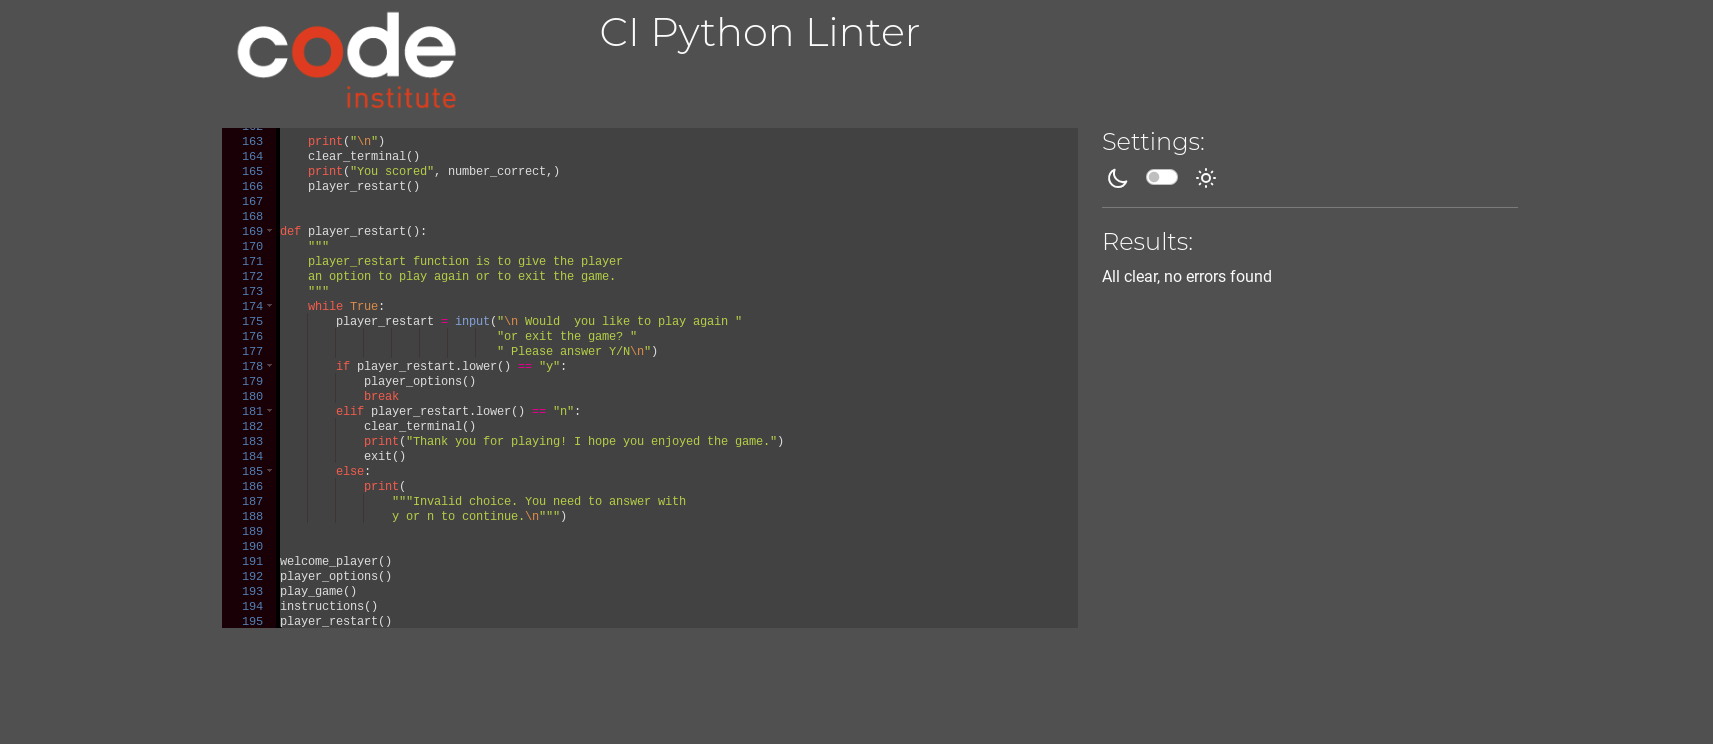 code
institute
CI Python Linter
162
163 print("\n")
164 clear_terminal()
165 print("You scored", number_correct,)
166 player_restart()
167
168
169 def player_restart():
170 """
171 player_restart function is to give the player
172 an option to play again or to exit the game.
173 """
174 while True:
175 player_restart = input("\n Would  you like to play again "
176 "or exit the game? "
177 " Please answer Y/N\n")
178 if player_restart.lower() == "y":
179 player_options()
180 break
181 elif player_restart.lower() == "n":
182 clear_terminal()
183 print("Thank you for playing! I hope you enjoyed the game.")
184 exit()
185 else:
186 print(
187 """Invalid choice. You need to answer with
188 y or n to continue.\n""")
189
190
191 welcome_player()
192 player_options()
193 play_game()
194 instructions()
195 player_restart()
Settings:
Results:
All clear, no errors found